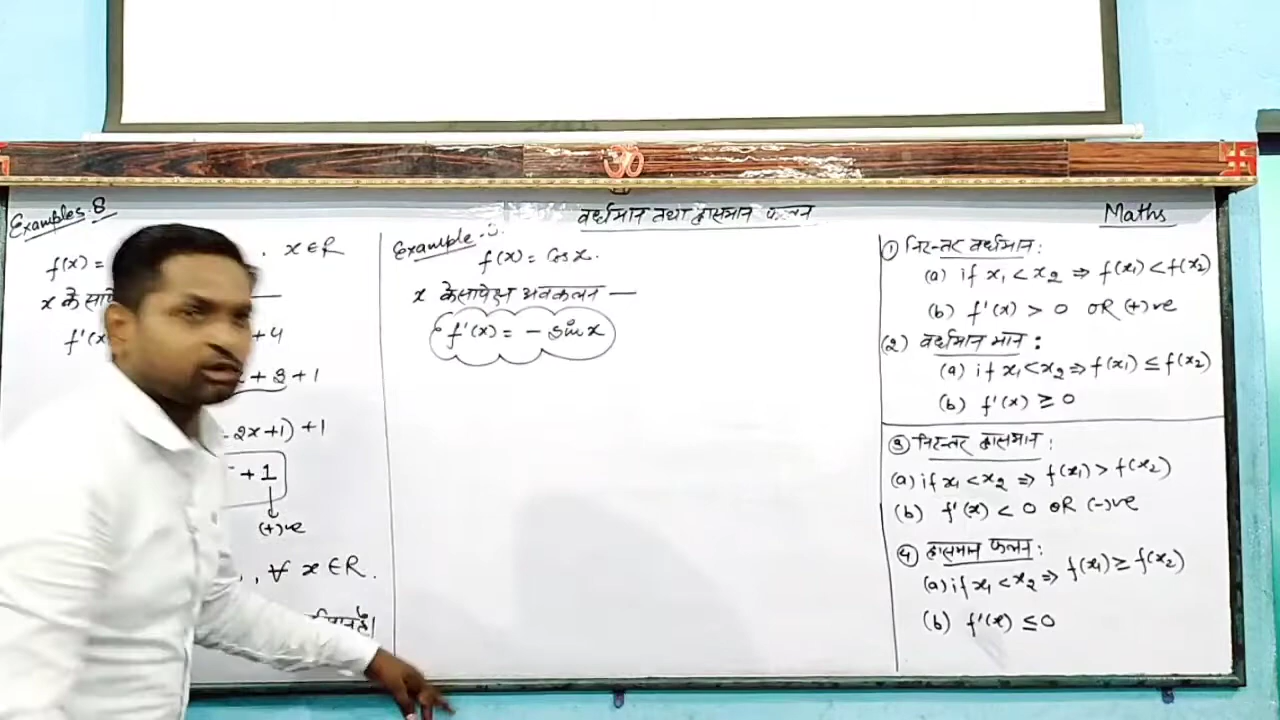 Examples 8
f(x) =
, x ∈ R
x के सापे
f'(x
+ 4
+ 3 + 1
- 2x + 1) + 1
+ 1
(+)ve
, ∀ x ∈ R.
वर्धमान तथा ह्रासमान फलन
Maths
Example :-
f(x) = Cos x.
x के सापेक्ष अवकलन —
f'(x) = - sin x
① निरन्तर वर्धमान :
(a) if x₁ < x₂ ⇒ f(x₁) < f(x₂)
(b) f'(x) > 0 OR (+)ve
(2) वर्धमान मान :
(a) if x₁ < x₂ ⇒ f(x₁) ≤ f(x₂)
(b) f'(x) ≥ 0
③ निरन्तर ह्रासमान :
(a) if x₁ < x₂ ⇒ f(x₁) > f(x₂)
(b) f'(x) < 0 OR (-)ve
④ ह्रासमान फलन :
(a) if x₁ < x₂ ⇒ f(x₁) ≥ f(x₂)
(b) f'(x) ≤ 0